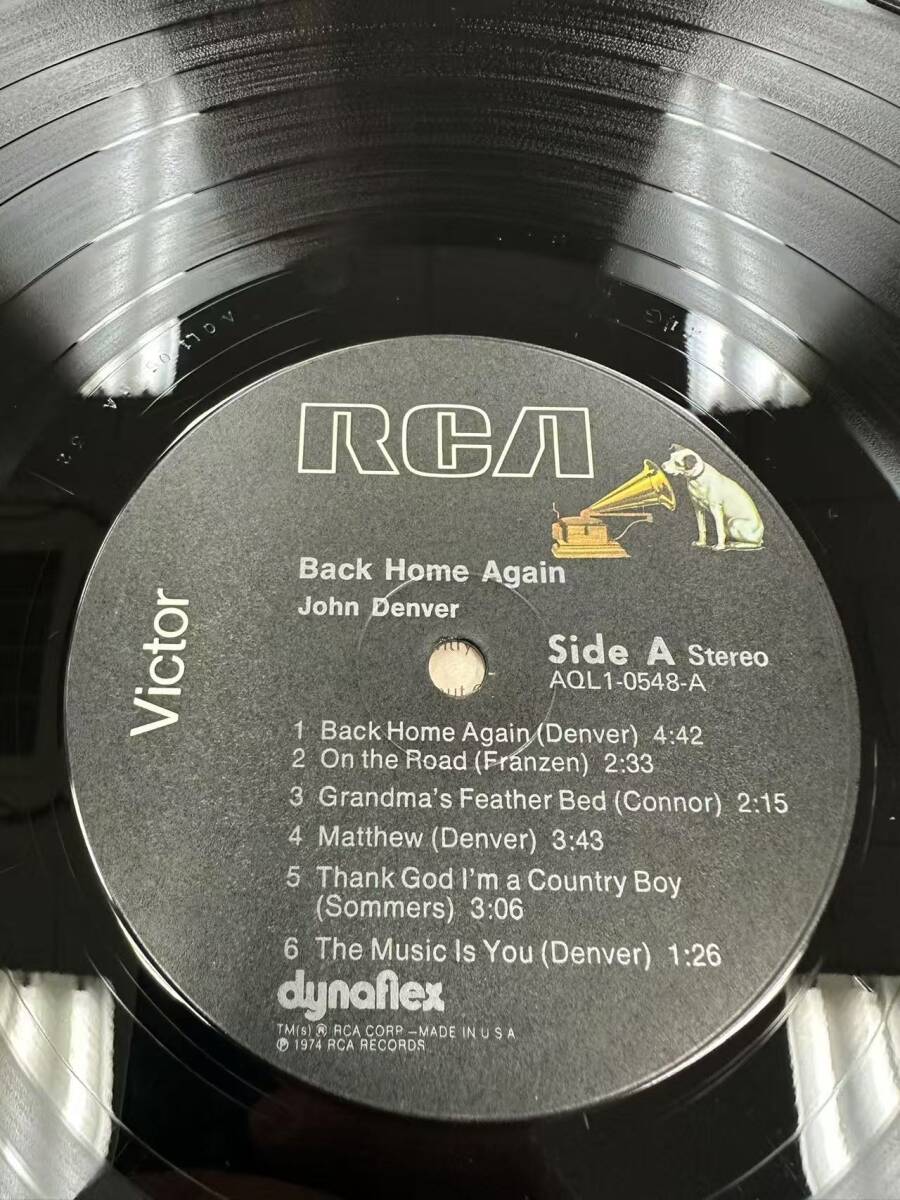 RCA
Victor
Back Home Again
John Denver
Side A Stereo
AQL1-0548-A
1 Back Home Again (Denver) 4:42
2 On the Road (Franzen) 2:33
3 Grandma's Feather Bed (Connor) 2:15
4 Matthew (Denver) 3:43
5 Thank God I'm a Country Boy
(Sommers) 3:06
6 The Music Is You (Denver) 1:26
dynaflex
TM(s) ® RCA CORP.—MADE IN U S A
℗ 1974 RCA RECORDS